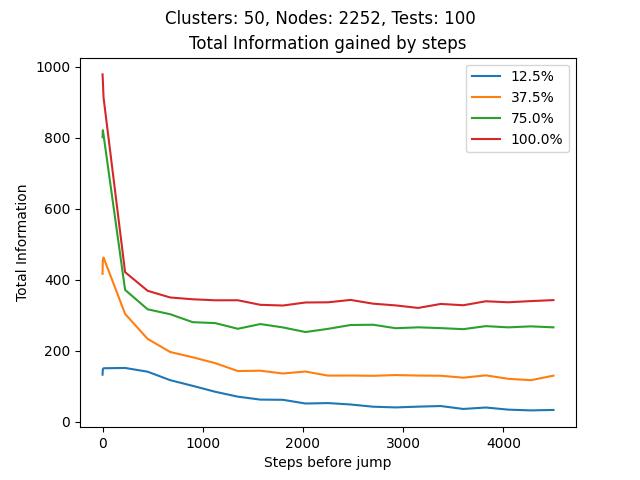 Clusters: 50, Nodes: 2252, Tests: 100
Total Information gained by steps
1000
800
600
400
200
0
Total Information
12.5%
37.5%
75.0%
100.0%
0 1000 2000 3000 4000
Steps before jump